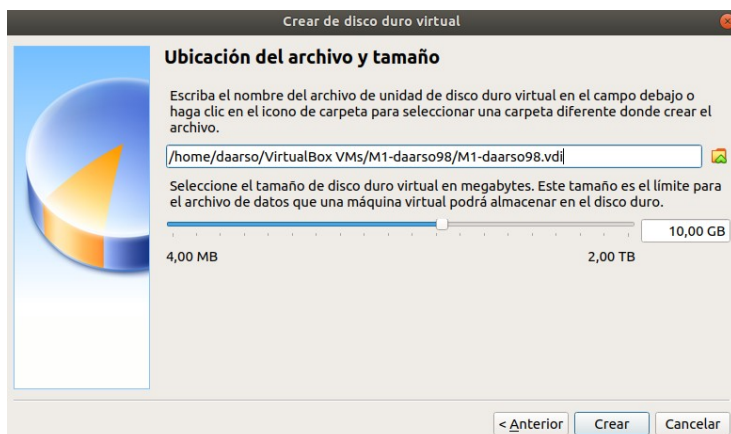 Crear de disco duro virtual
Ubicación del archivo y tamaño
Escriba el nombre del archivo de unidad de disco duro virtual en el campo debajo o
haga clic en el icono de carpeta para seleccionar una carpeta diferente donde crear el
archivo.
/home/daarso/VirtualBox VMs/M1-daarso98/M1-daarso98.vdi
Seleccione el tamaño de disco duro virtual en megabytes. Este tamaño es el límite para
el archivo de datos que una máquina virtual podrá almacenar en el disco duro.
10,00 GB
4,00 MB 2,00 TB
< Anterior Crear Cancelar